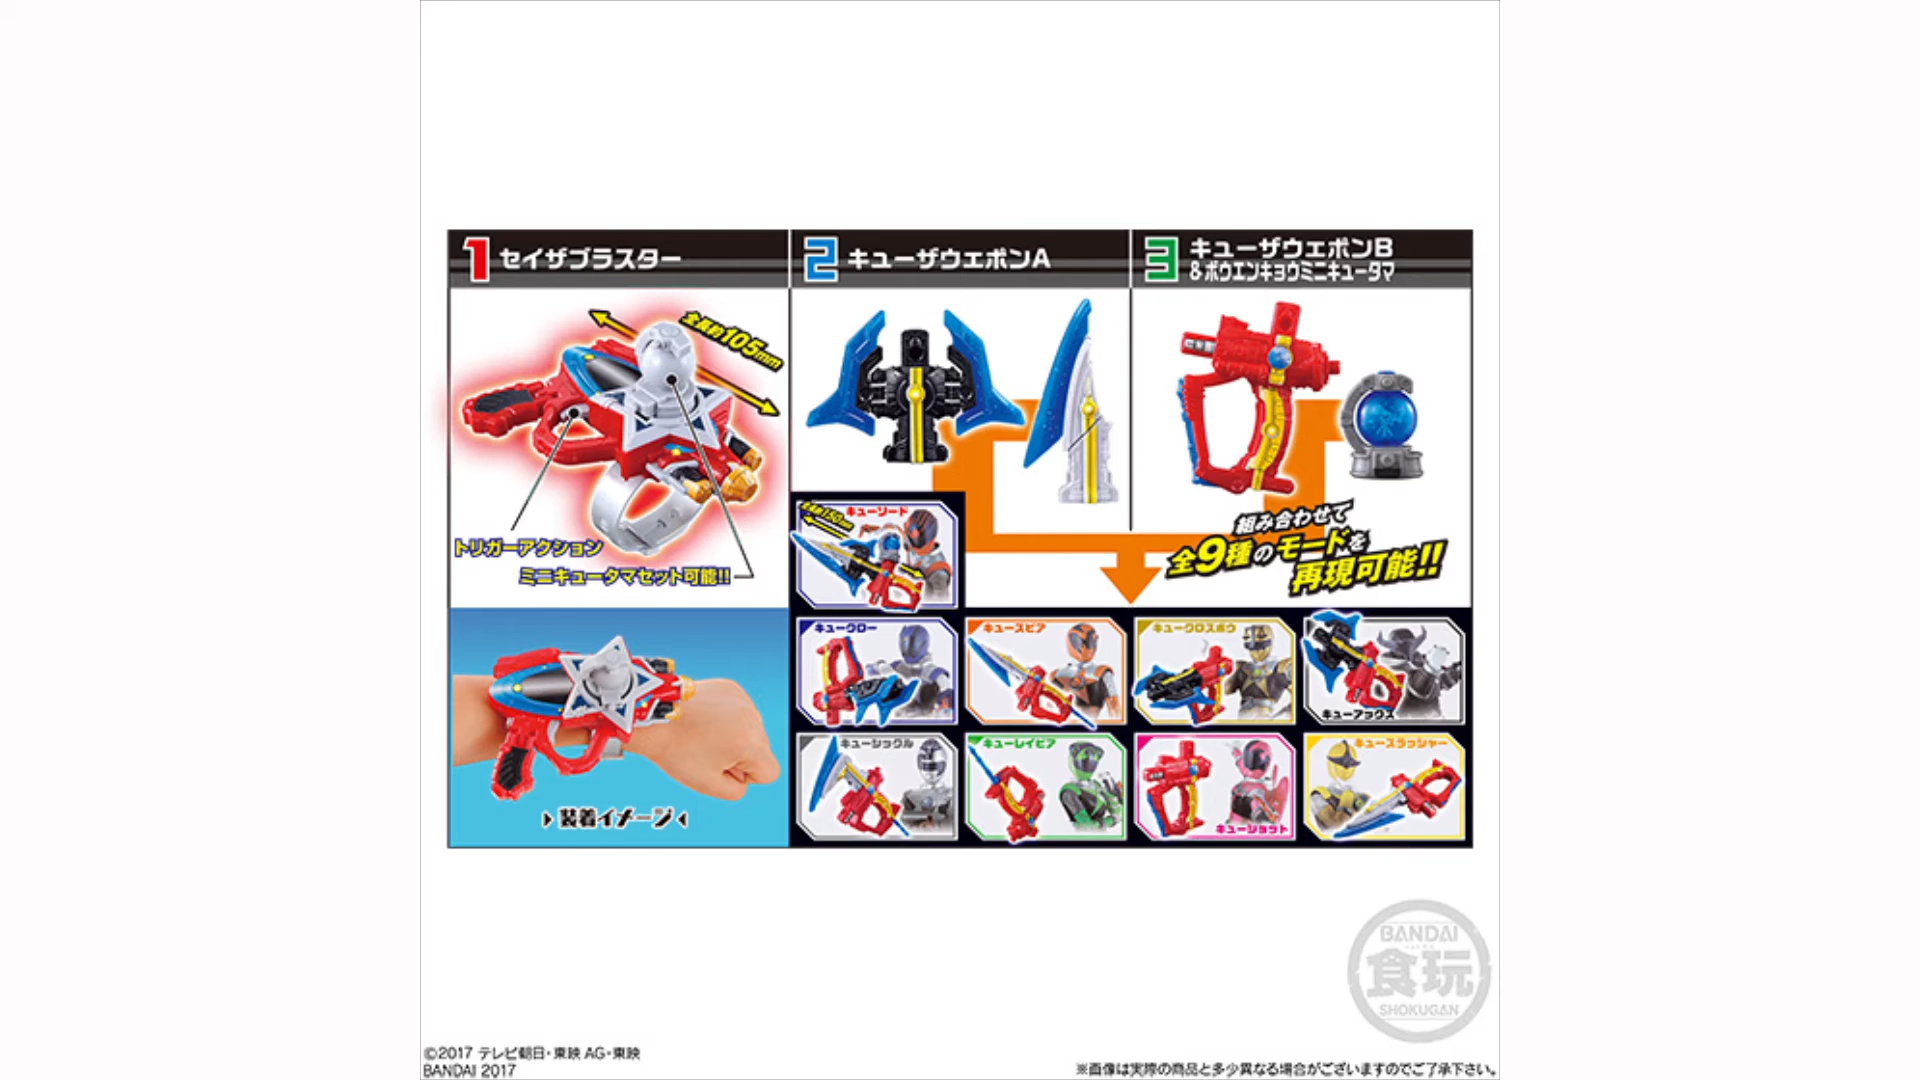 1 セイザブラスター
2 キューザウエポンA
3 キューザウエポンB
&ボウエンキョウミニキュータマ
全長約105mm
トリガーアクション
ミニキュータマセット可能!!
装着イメージ
組み合わせて
全9種のモードを
再現可能!!
全長約150mm
キューソード
キュークロー
キュースピア
キュークロスボウ
キューアックス
キューシックル
キューレイピア
キューショット
キュースラッシャー
BANDAI
食玩
SHOKUGAN
©2017 テレビ朝日・東映AG・東映
BANDAI 2017
※画像は実際の商品と多少異なる場合がございますのでご了承下さい。